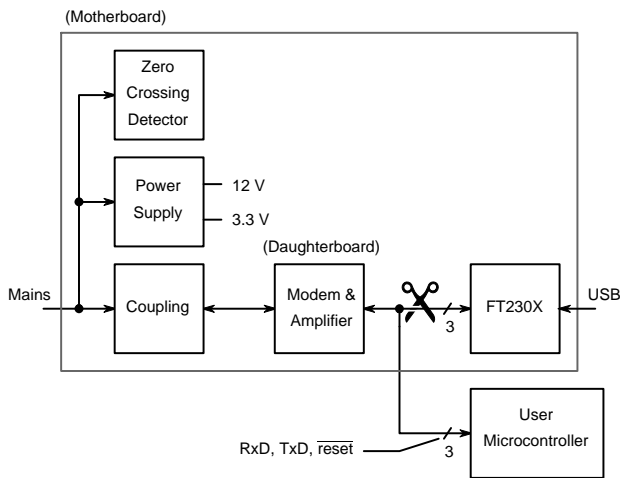 (Motherboard)
Zero
Crossing
Detector
Power
Supply
12 V
3.3 V
(Daughterboard)
Mains
Coupling
Modem &
Amplifier
3
FT230X
USB
User
Microcontroller
RxD, TxD, reset
3